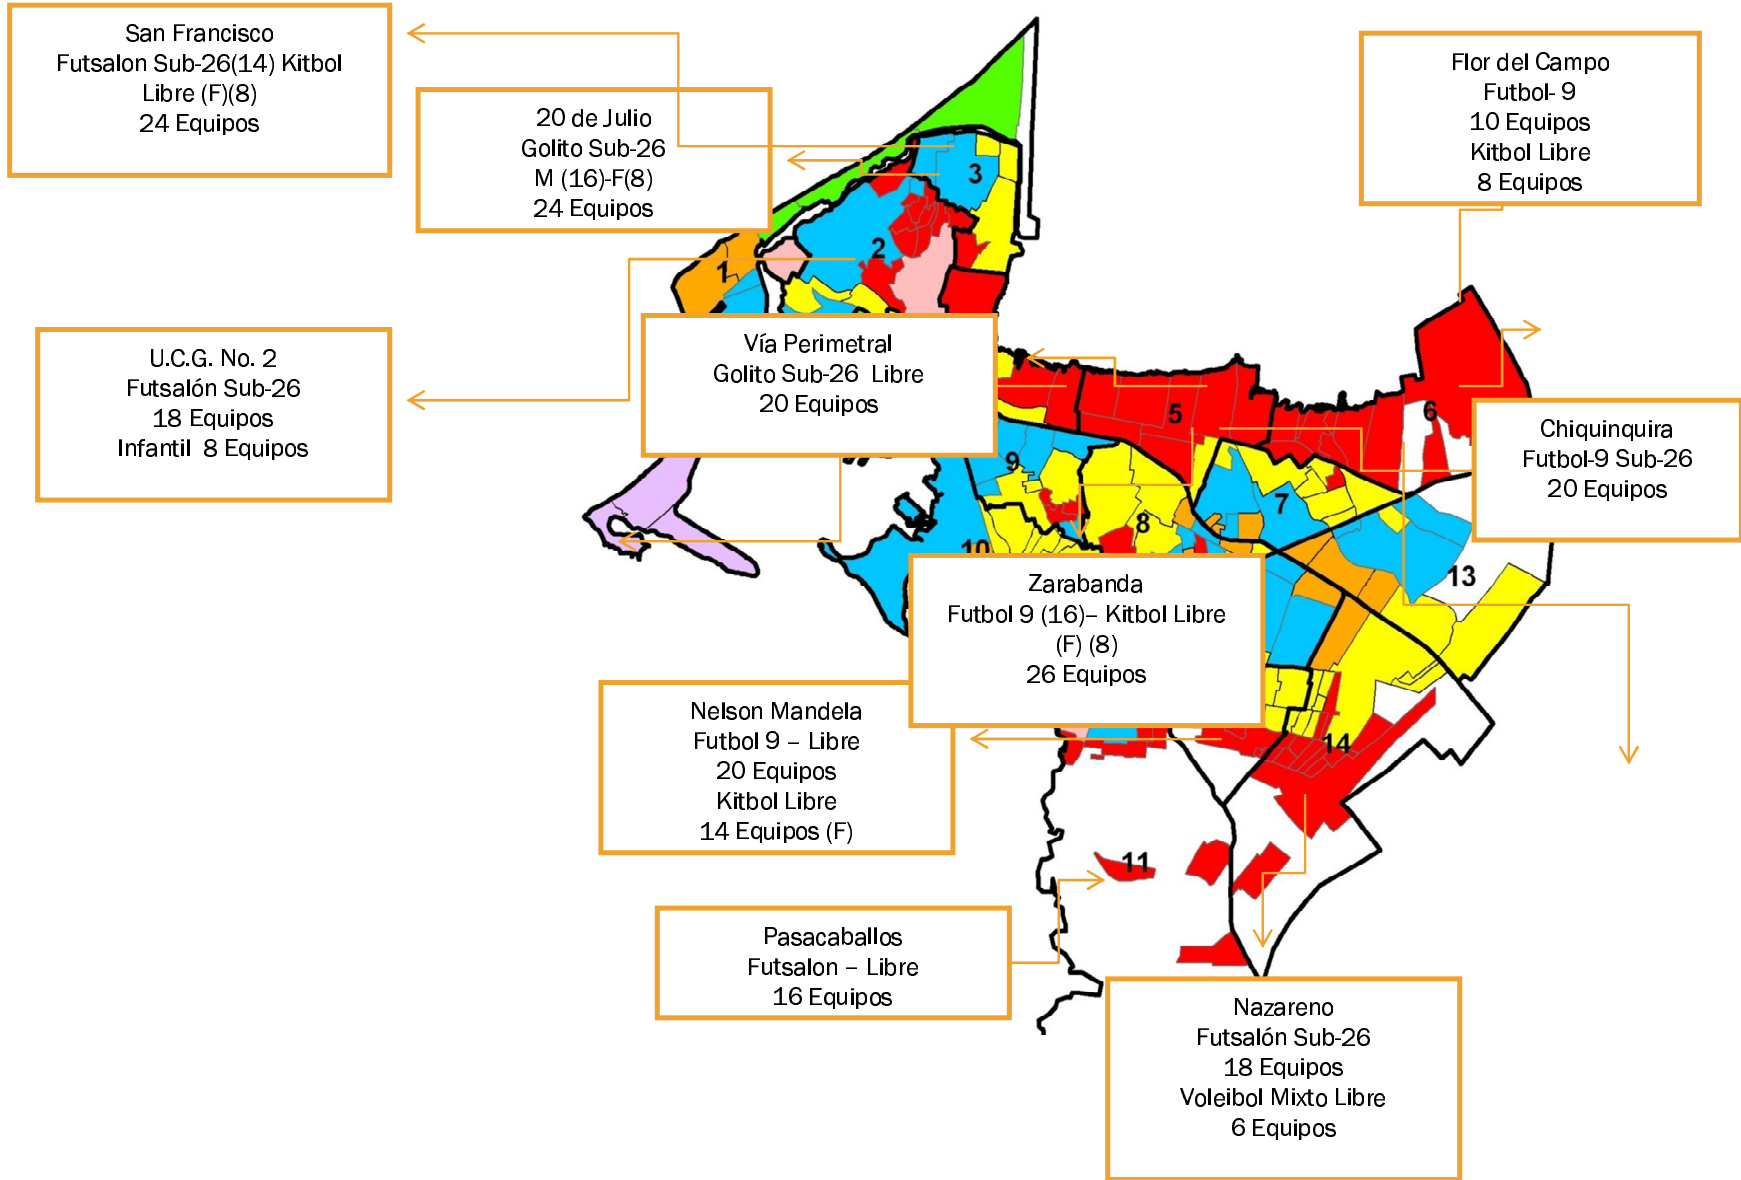 San Francisco
Futsalon Sub-26(14) Kitbol
Libre (F)(8)
24 Equipos
20 de Julio
Golito Sub-26
M (16)-F(8)
24 Equipos
Flor del Campo
Futbol- 9
10 Equipos
Kitbol Libre
8 Equipos
3
2
1
U.C.G. No. 2
Futsalón Sub-26
18 Equipos
Infantil 8 Equipos
Vía Perimetral
Golito Sub-26 Libre
20 Equipos
5
6
Chiquinquira
Futbol-9 Sub-26
20 Equipos
9
7
8
10
13
Zarabanda
Futbol 9 (16)– Kitbol Libre
(F) (8)
26 Equipos
Nelson Mandela
Futbol 9 – Libre
20 Equipos
Kitbol Libre
14 Equipos (F)
14
11
Pasacaballos
Futsalon – Libre
16 Equipos
Nazareno
Futsalón Sub-26
18 Equipos
Voleibol Mixto Libre
6 Equipos